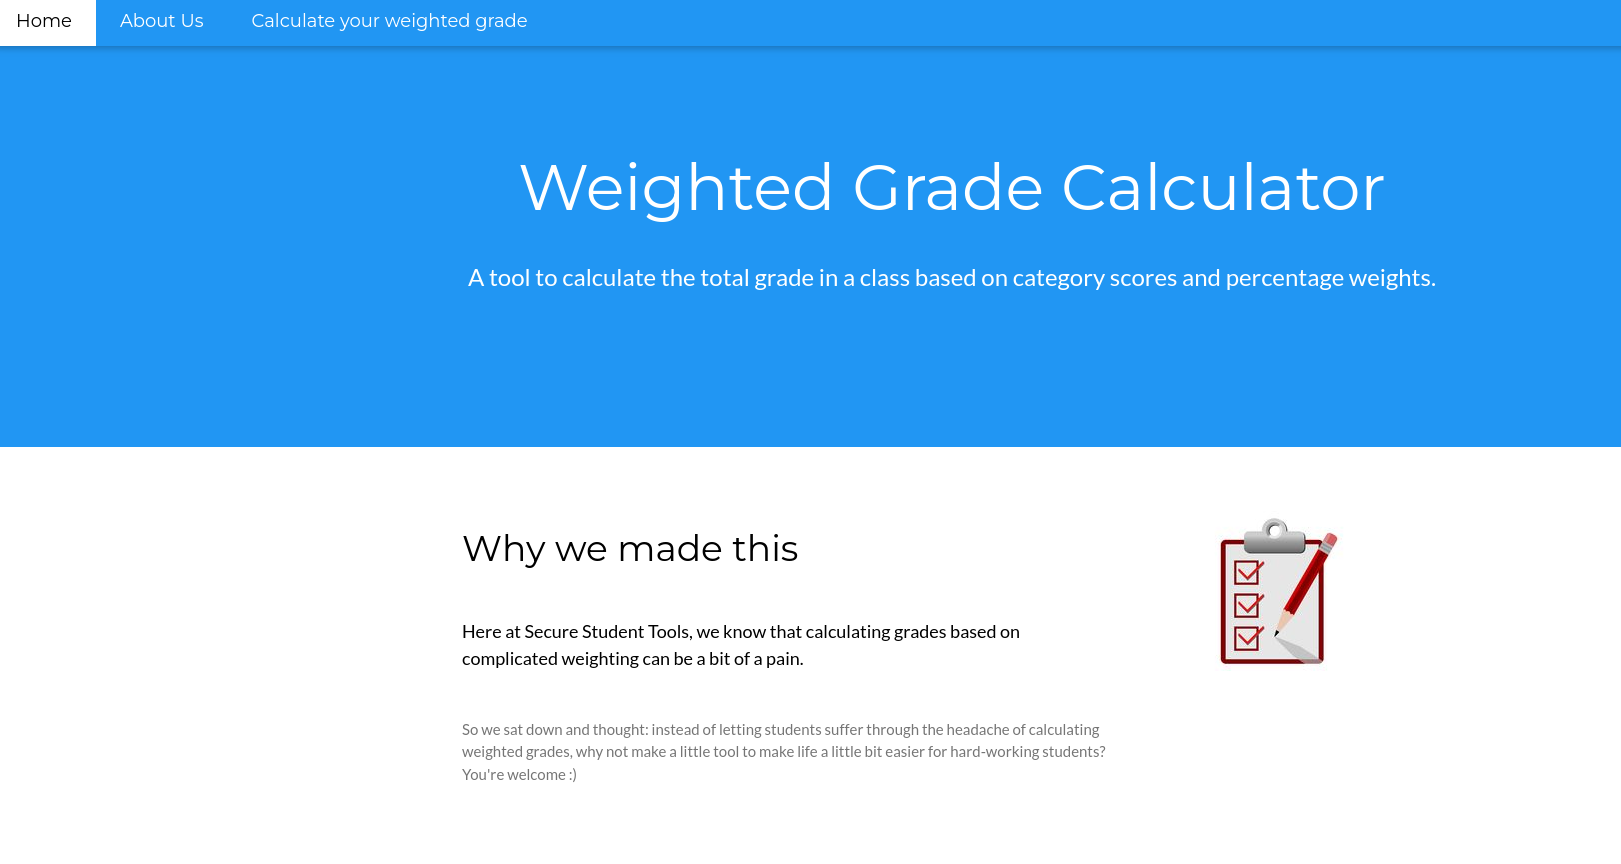 Home About Us Calculate your weighted grade
Weighted Grade Calculator
A tool to calculate the total grade in a class based on category scores and percentage weights.
Why we made this
Here at Secure Student Tools, we know that calculating grades based on
complicated weighting can be a bit of a pain.
So we sat down and thought: instead of letting students suffer through the headache of calculating
weighted grades, why not make a little tool to make life a little bit easier for hard-working students?
You're welcome :)